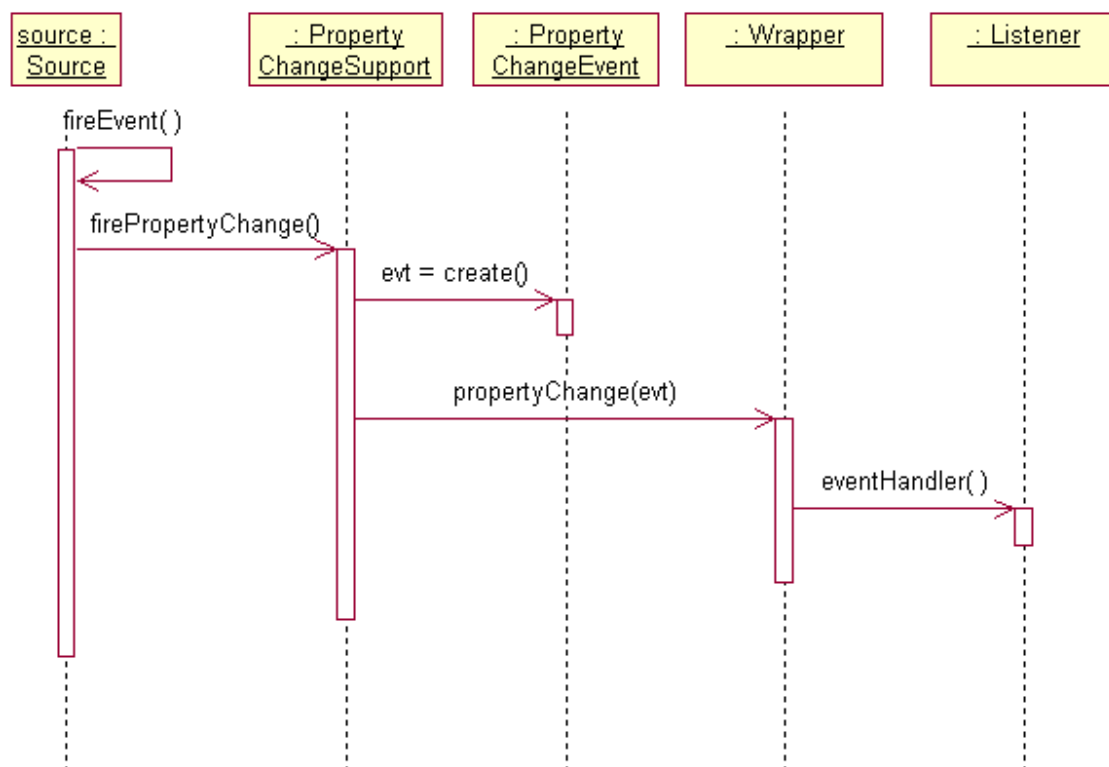 source :
Source
: Property
ChangeSupport
: Property
ChangeEvent
: Wrapper
: Listener
fireEvent( )
firePropertyChange()
evt = create()
propertyChange(evt)
eventHandler( )